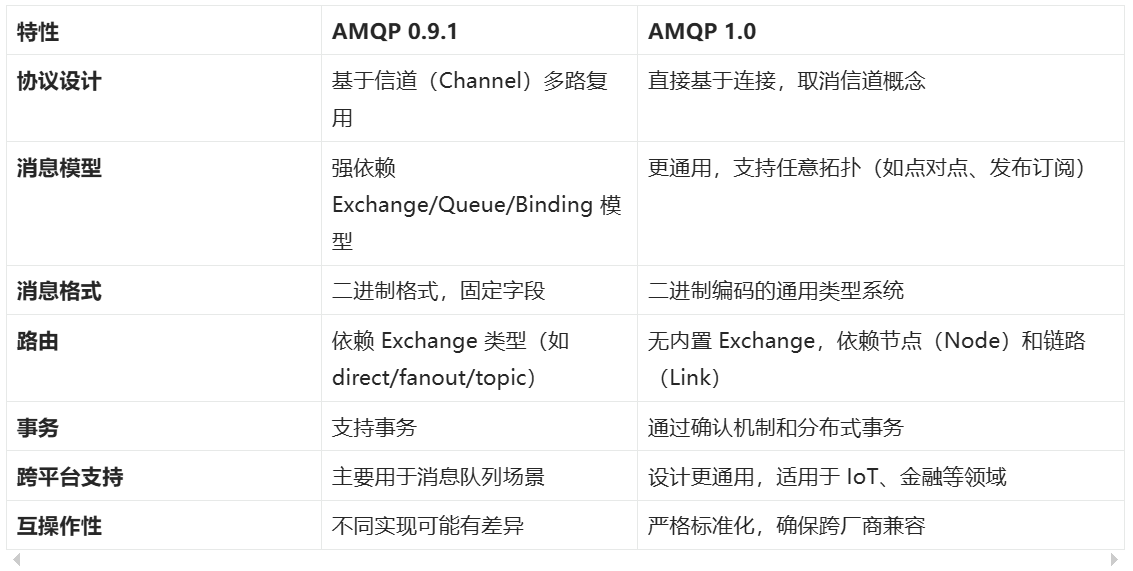 特性 AMQP 0.9.1 AMQP 1.0
协议设计 基于信道（Channel）多路复 直接基于连接，取消信道概念
用
消息模型 强依赖 更通用，支持任意拓扑（如点对点、发布订阅）
Exchange/Queue/Binding 模
型
消息格式 二进制格式，固定字段 二进制编码的通用类型系统
路由 依赖 Exchange 类型（如 无内置 Exchange，依赖节点（Node）和链路
direct/fanout/topic） （Link）
事务 支持事务 通过确认机制和分布式事务
跨平台支持 主要用于消息队列场景 设计更通用，适用于 IoT、金融等领域
互操作性 不同实现可能有差异 严格标准化，确保跨厂商兼容